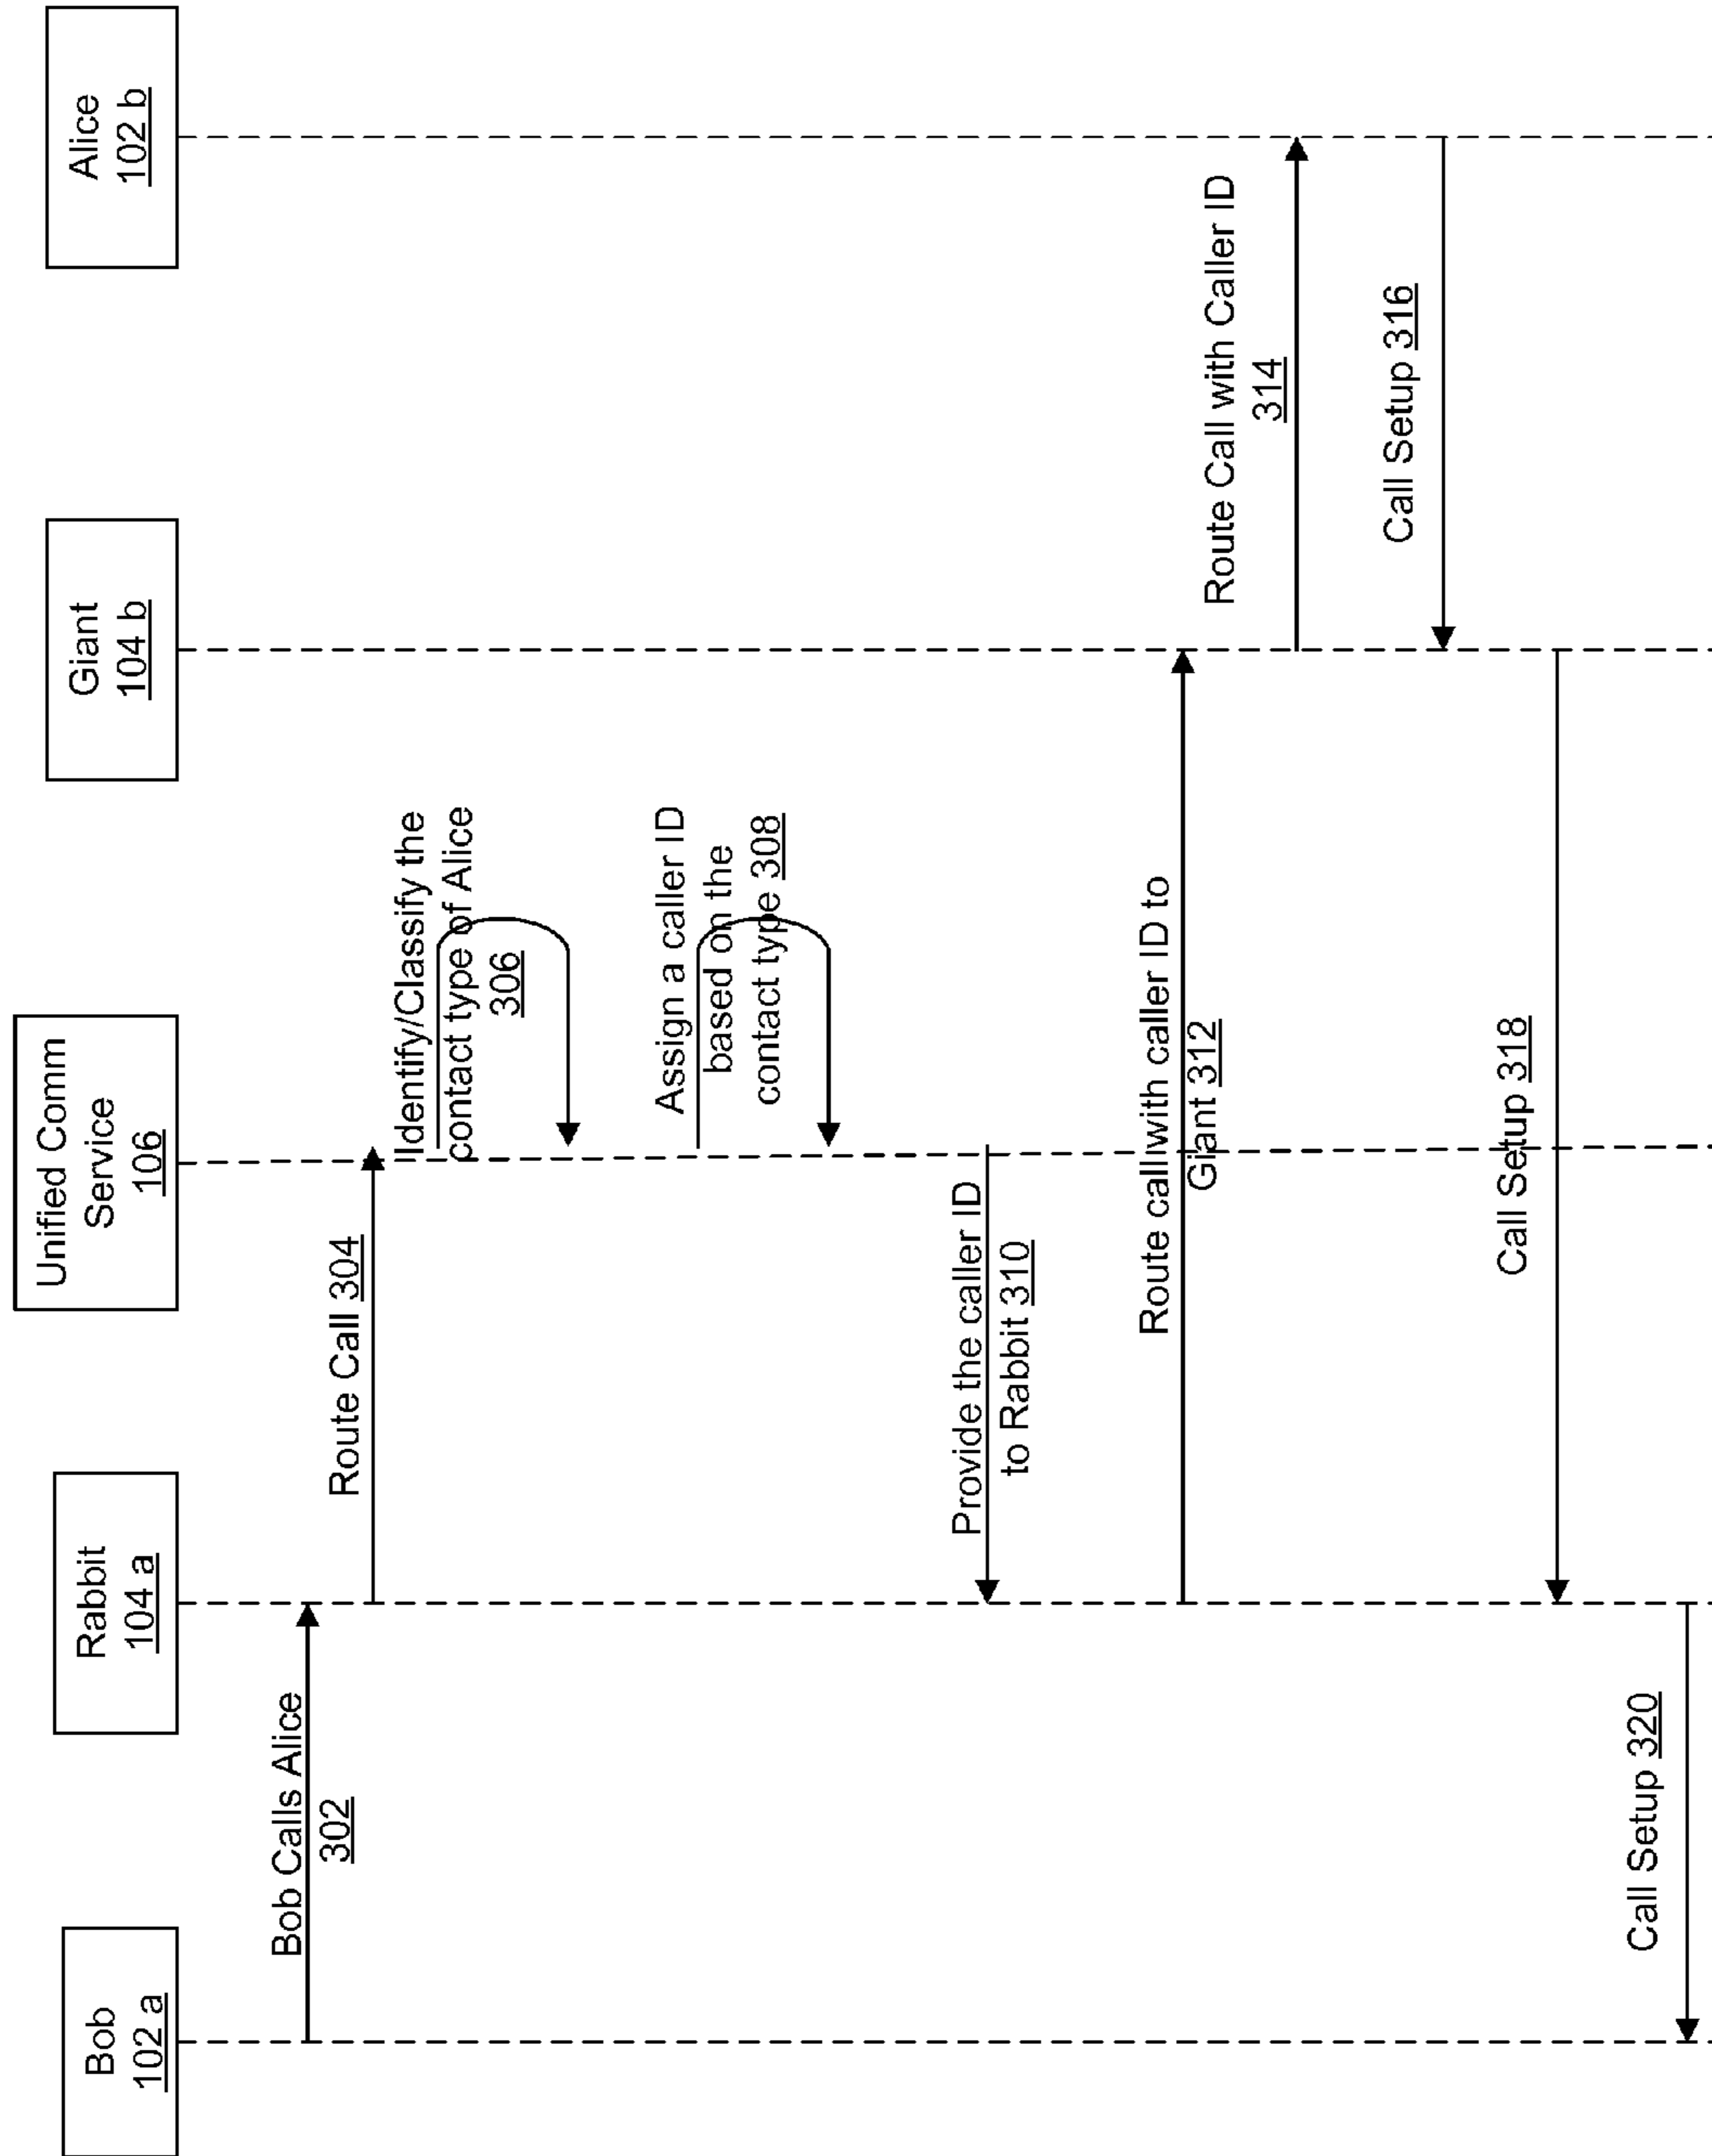 Bob
102 a
Rabbit
104 a
Unified Comm
Service
106
Giant
104 b
Alice
102 b
Bob Calls Alice
302
Route Call 304
Identify/Classify the
contact type of Alice
306
Assign a caller ID
based on the
contact type 308
Provide the caller ID
to Rabbit 310
Route call with caller ID to
Giant 312
Route Call with Caller ID
314
Call Setup 316
Call Setup 318
Call Setup 320